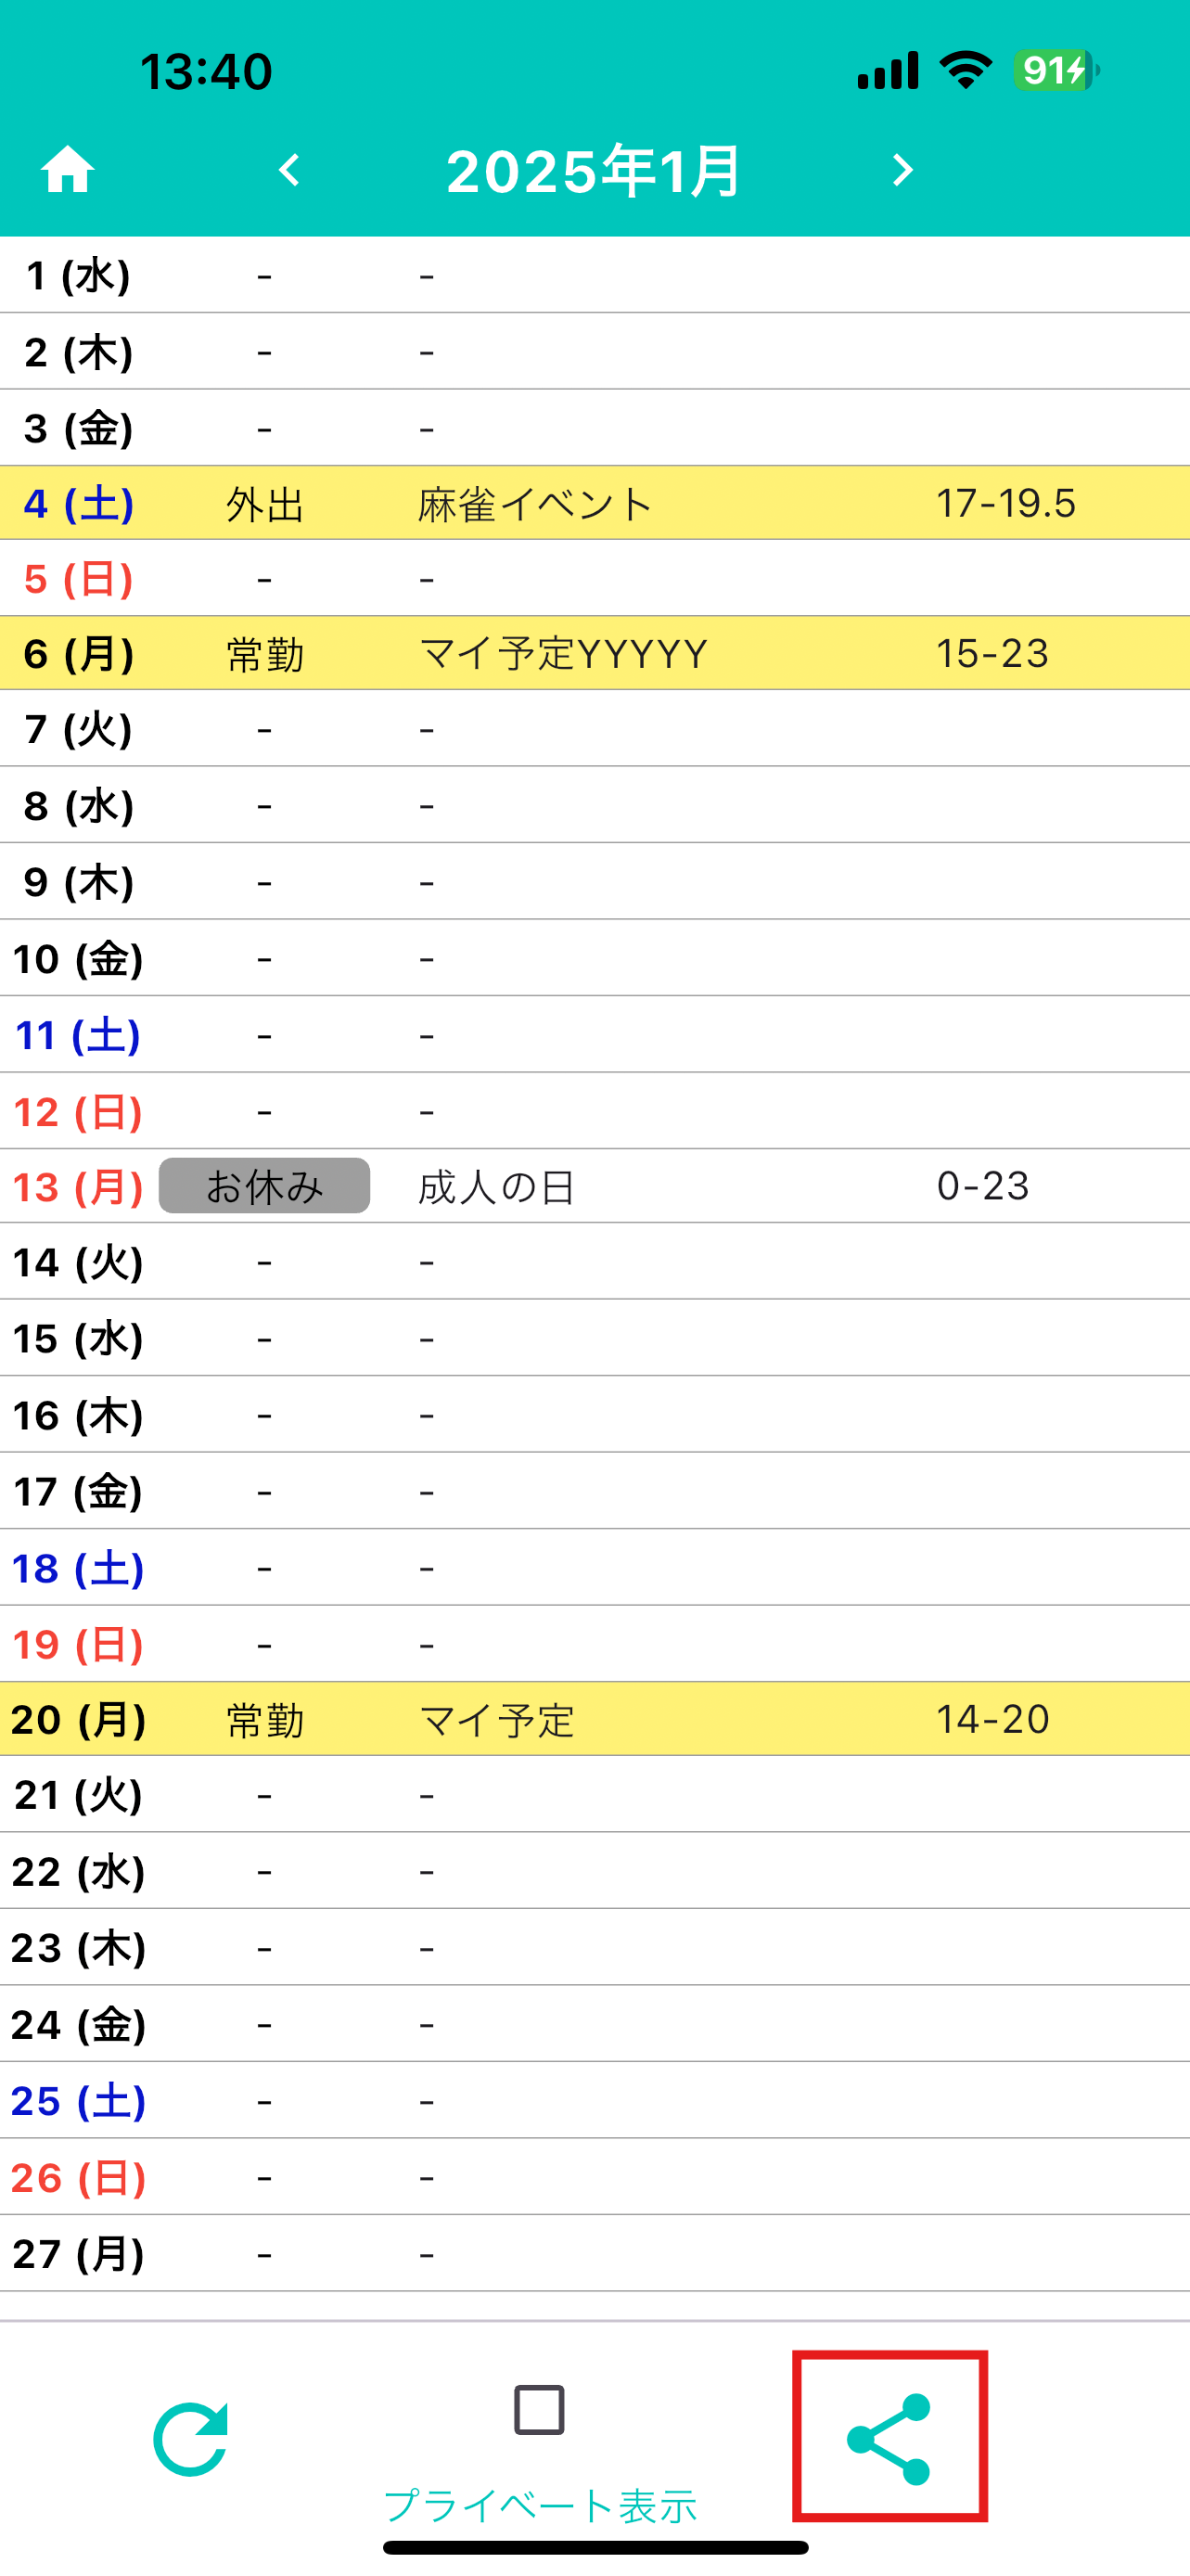 13:40 91
2025年1月
1 (水) - -
2 (木) - -
3 (金) - -
4 (土) 外出 麻雀イベント 17-19.5
5 (日) - -
6 (月) 常勤 マイ予定YYYYY 15-23
7 (火) - -
8 (水) - -
9 (木) - -
10 (金) - -
11 (土) - -
12 (日) - -
13 (月) お休み 成人の日 0-23
14 (火) - -
15 (水) - -
16 (木) - -
17 (金) - -
18 (土) - -
19 (日) - -
20 (月) 常勤 マイ予定 14-20
21 (火) - -
22 (水) - -
23 (木) - -
24 (金) - -
25 (土) - -
26 (日) - -
27 (月) - -
プライベート表示